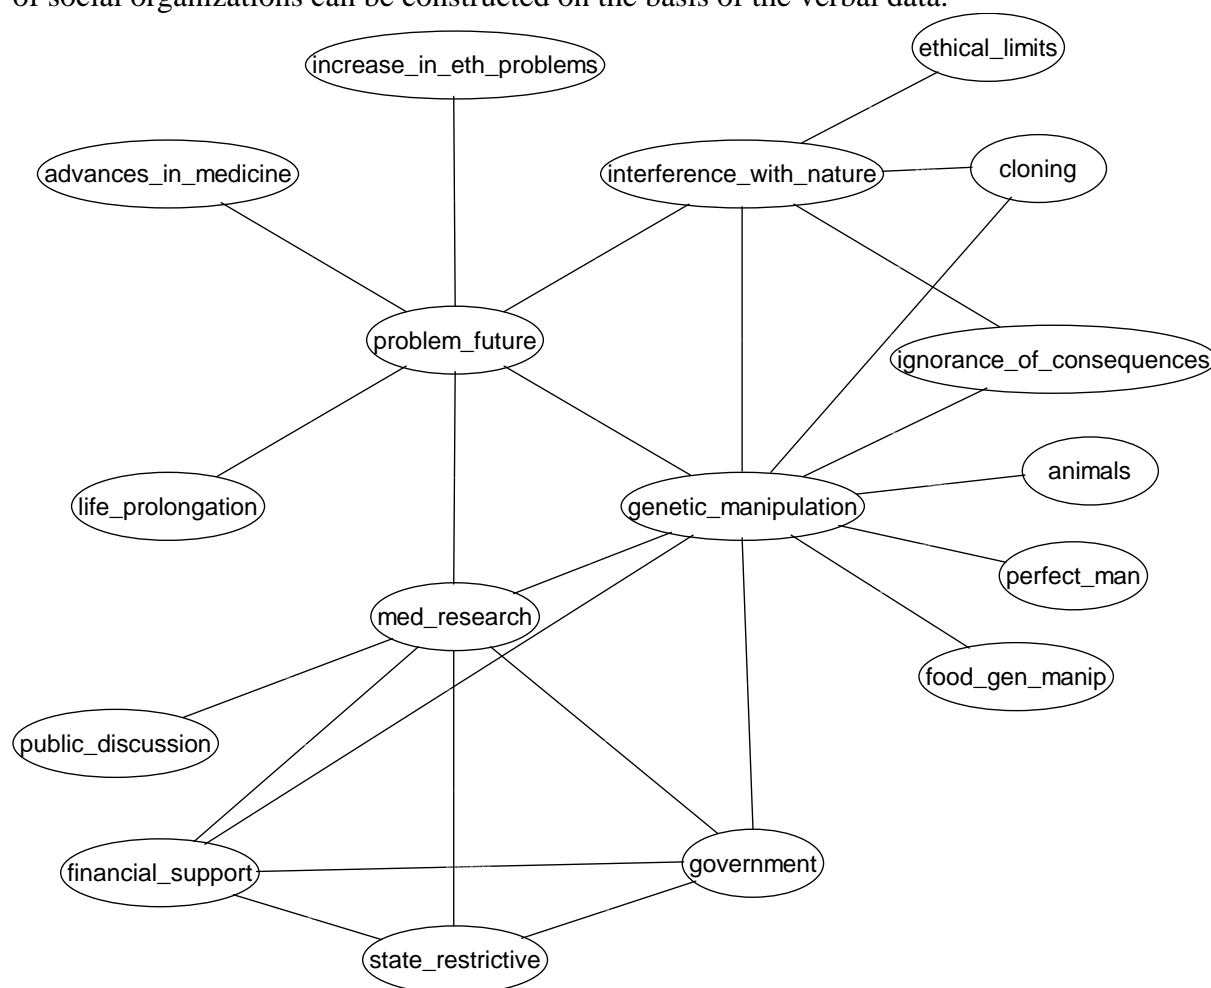 of social organizations can be constructed on the basis of the verbal data.
ethical_limits
increase_in_eth_problems
advances_in_medicine
interference_with_nature
cloning
problem_future
ignorance_of_consequences
animals
life_prolongation
genetic_manipulation
perfect_man
med_research
food_gen_manip
public_discussion
financial_support
government
state_restrictive